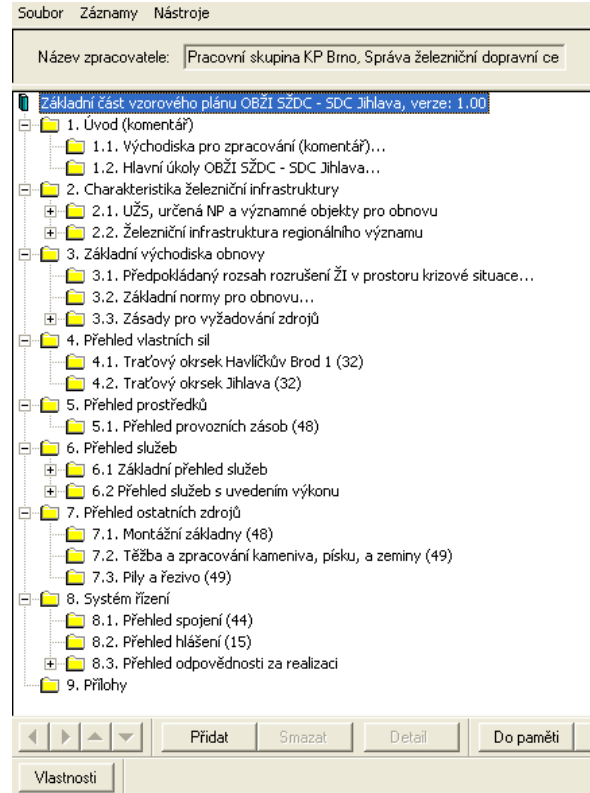 Soubor Záznamy Nástroje
Název zpracovatele: Pracovní skupina KP Brno, Správa železniční dopravní ce
Základní část vzorového plánu OBŽI SŽDC - SDC Jihlava, verze: 1.00
1. Úvod (komentář)
1.1. Východiska pro zpracování (komentář)...
1.2. Hlavní úkoly OBŽI SŽDC - SDC Jihlava...
2. Charakteristika železniční infrastruktury
2.1. UŽS, určená NP a významné objekty pro obnovu
2.2. Železniční infrastruktura regionálního významu
3. Základní východiska obnovy
3.1. Předpokládaný rozsah rozrušení ŽI v prostoru krizové situace...
3.2. Základní normy pro obnovu...
3.3. Zásady pro vyžadování zdrojů
4. Přehled vlastních sil
4.1. Traťový okrsek Havlíčkův Brod 1 (32)
4.2. Traťový okrsek Jihlava (32)
5. Přehled prostředků
5.1. Přehled provozních zásob (48)
6. Přehled služeb
6.1 Základní přehled služeb
6.2 Přehled služeb s uvedením výkonu
7. Přehled ostatních zdrojů
7.1. Montážní základny (48)
7.2. Těžba a zpracování kameniva, písku, a zeminy (49)
7.3. Pily a řezivo (49)
8. Systém řízení
8.1. Přehled spojení (44)
8.2. Přehled hlášení (15)
8.3. Přehled odpovědnosti za realizaci
9. Přílohy
Přidat Smazat Detail Do paměti
Vlastnosti